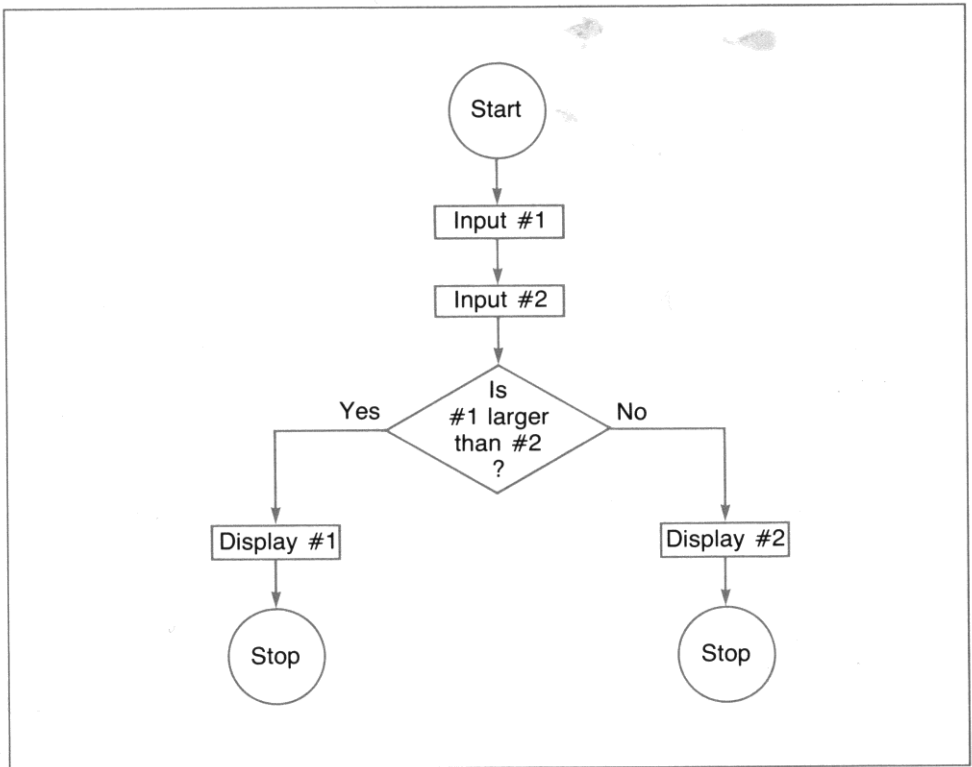 Start
Input #1
Input #2
Is
#1 larger
than #2
?
Yes
No
Display #1
Display #2
Stop
Stop